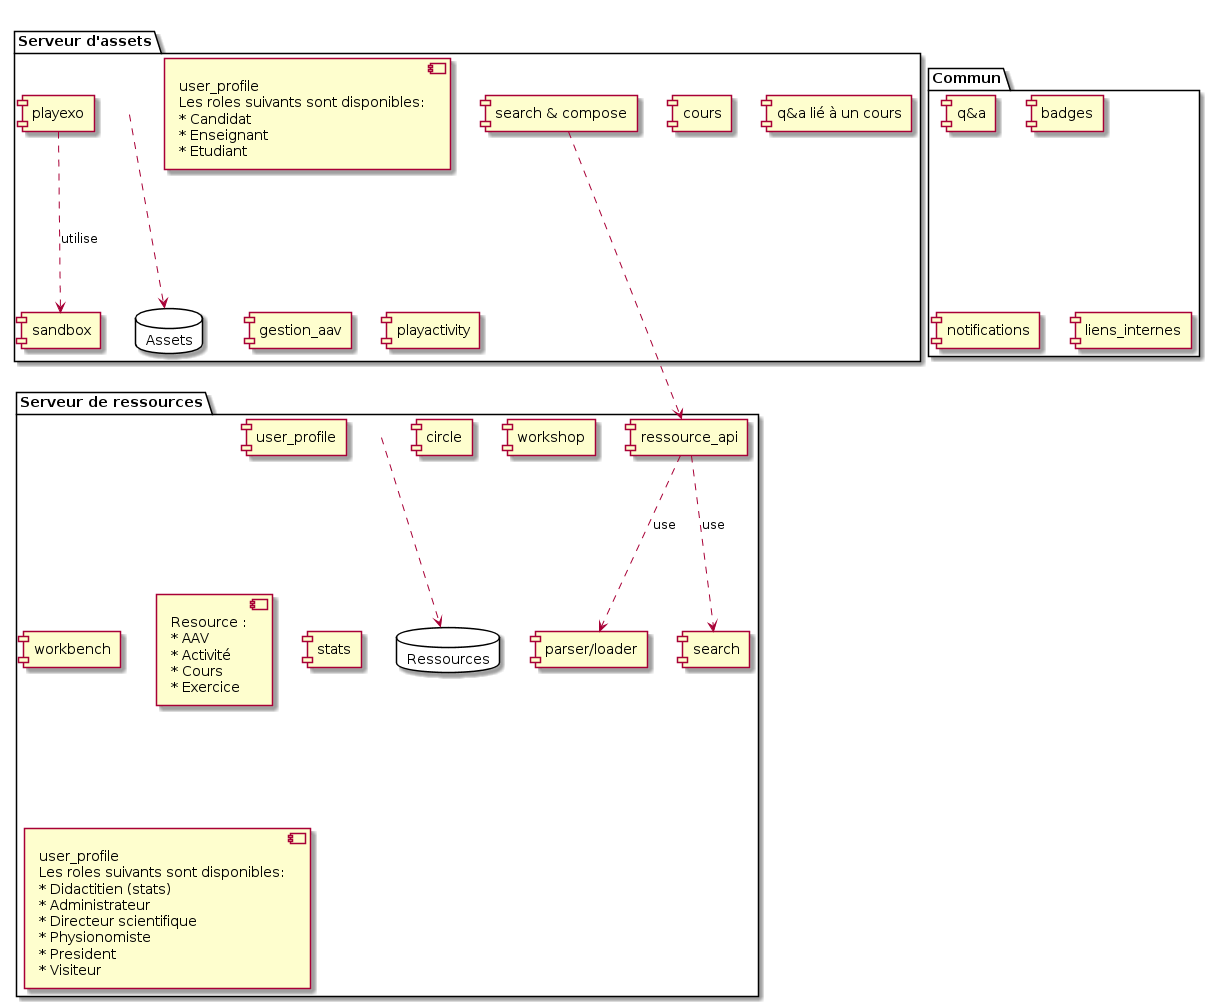 Serveur d'assets
playexo
user_profile
Les roles suivants sont disponibles:
* Candidat
* Enseignant
* Etudiant
search & compose
cours
q&a lié à un cours
utilise
sandbox
Assets
gestion_aav
playactivity
Commun
q&a
badges
notifications
liens_internes
Serveur de ressources
user_profile
circle
workshop
ressource_api
use
use
workbench
Resource :
* AAV
* Activité
* Cours
* Exercice
stats
Ressources
parser/loader
search
user_profile
Les roles suivants sont disponibles:
* Didactitien (stats)
* Administrateur
* Directeur scientifique
* Physionomiste
* President
* Visiteur